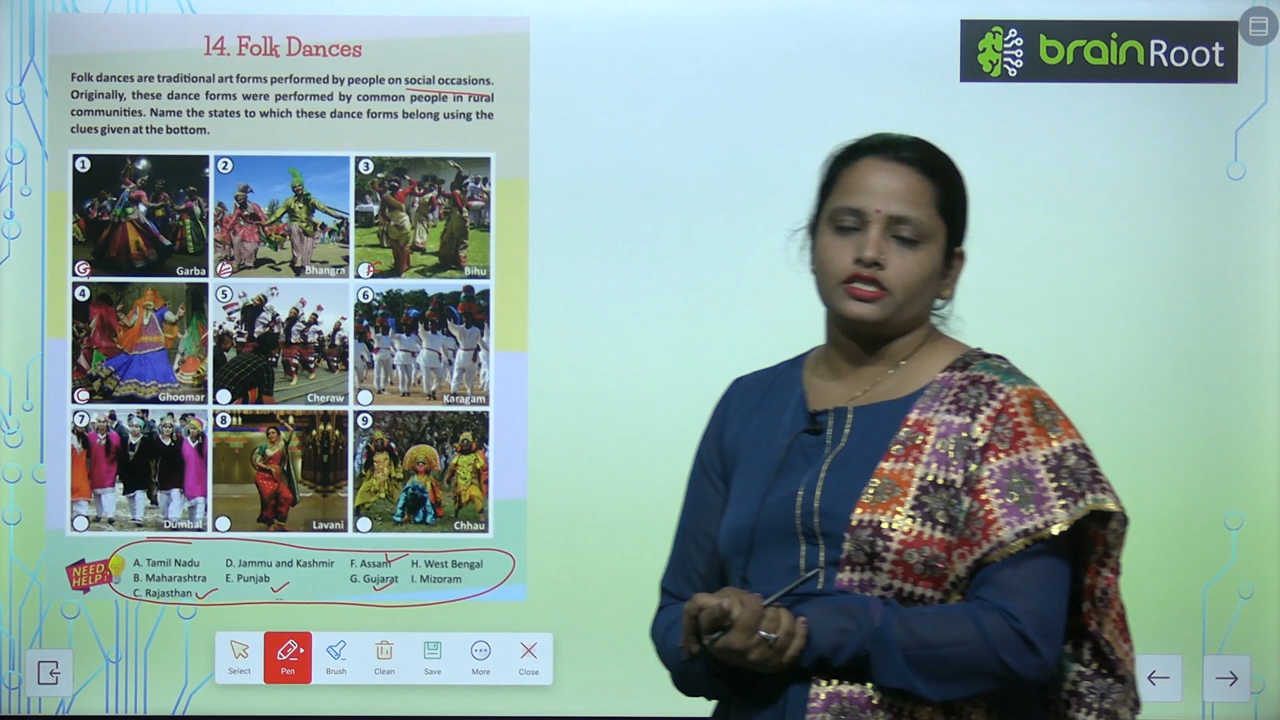 brainRoot
14. Folk Dances
Folk dances are traditional art forms performed by people on social occasions.
Originally, these dance forms were performed by common people in rural
communities. Name the states to which these dance forms belong using the
clues given at the bottom.
1
2
3
G
Garba
E
Bhangra
F
Bihu
4
5
6
C
Ghoomar
Cheraw
Karagam
7
8
9
Dumhal
Lavani
Chhau
NEED HELP?
A. Tamil Nadu D. Jammu and Kashmir F. Assam H. West Bengal
B. Maharashtra E. Punjab G. Gujarat I. Mizoram
C. Rajasthan
Select Pen Brush Clean Save More Close